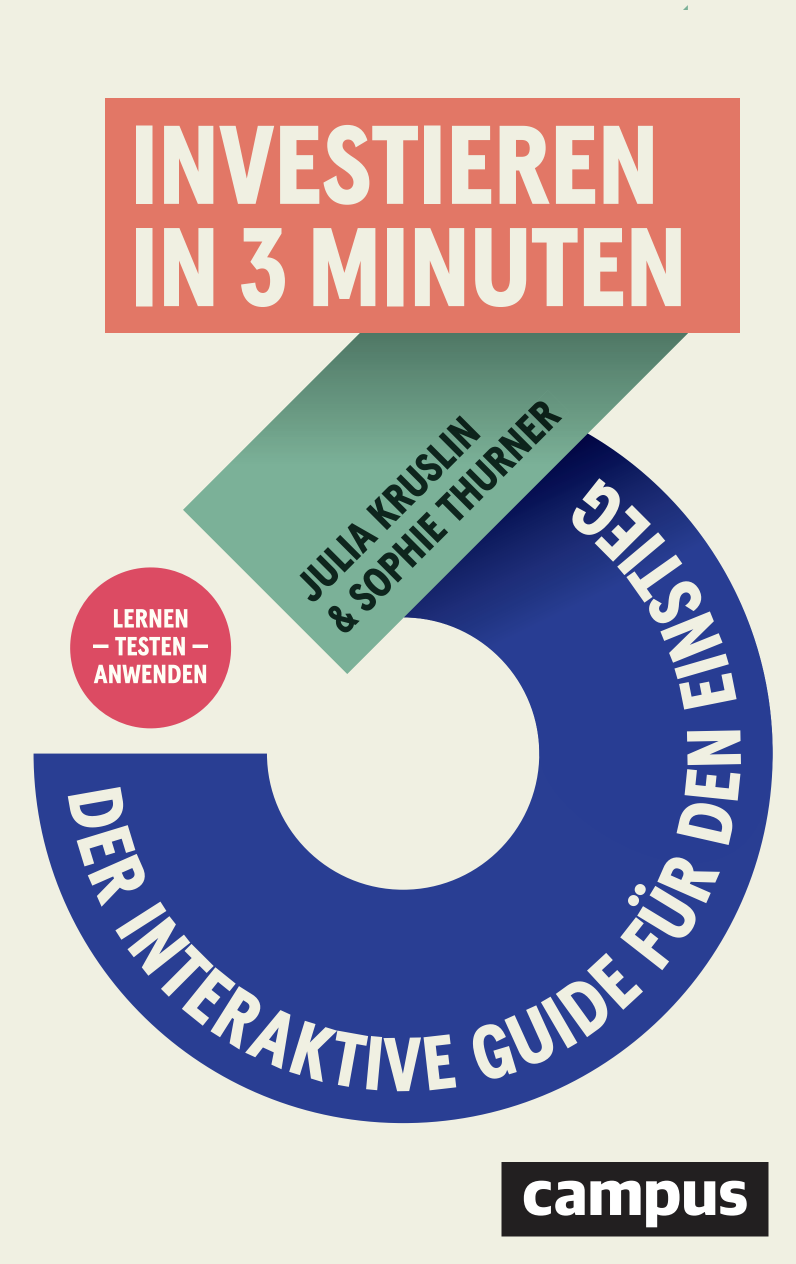 INVESTIEREN
IN 3 MINUTEN
JULIA KRUSLIN
& SOPHIE THURNER
LERNEN
– TESTEN –
ANWENDEN
DER INTERAKTIVE GUIDE FÜR DEN EINSTIEG
campus